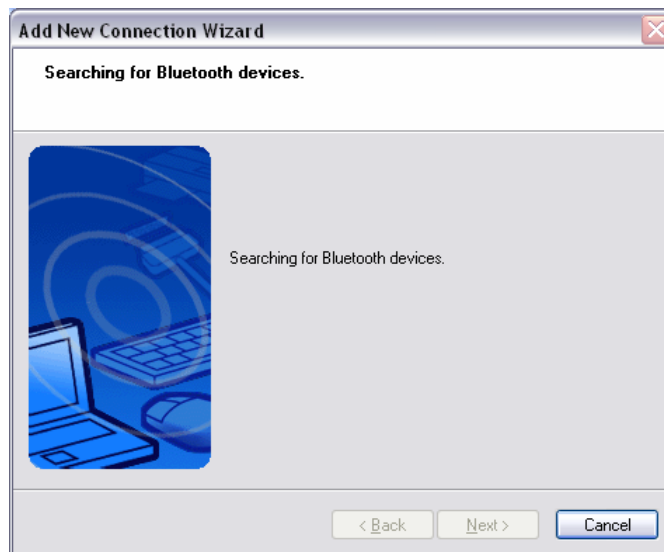 Add New Connection Wizard
Searching for Bluetooth devices.
Searching for Bluetooth devices.
< Back
Next >
Cancel